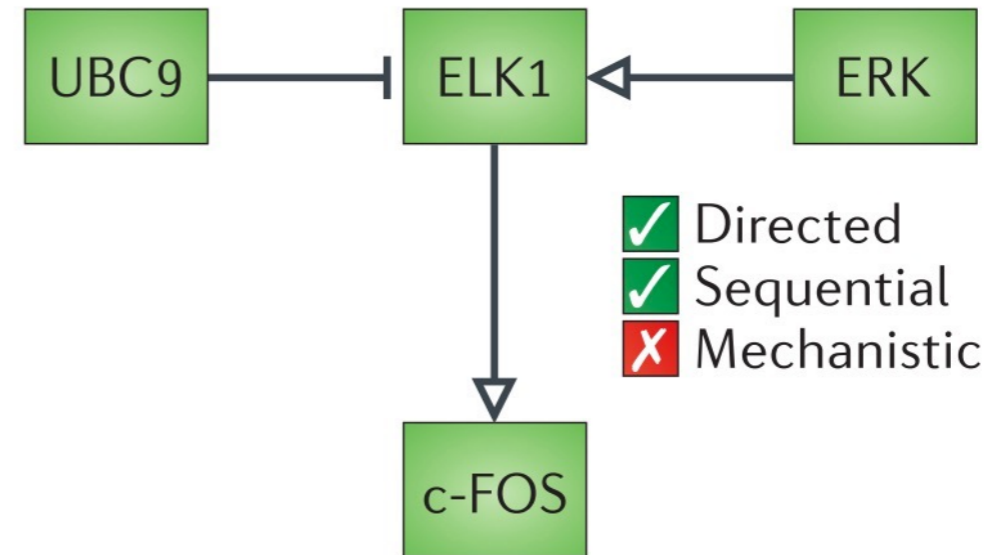 UBC9
ELK1
ERK
Directed
Sequential
Mechanistic
c-FOS